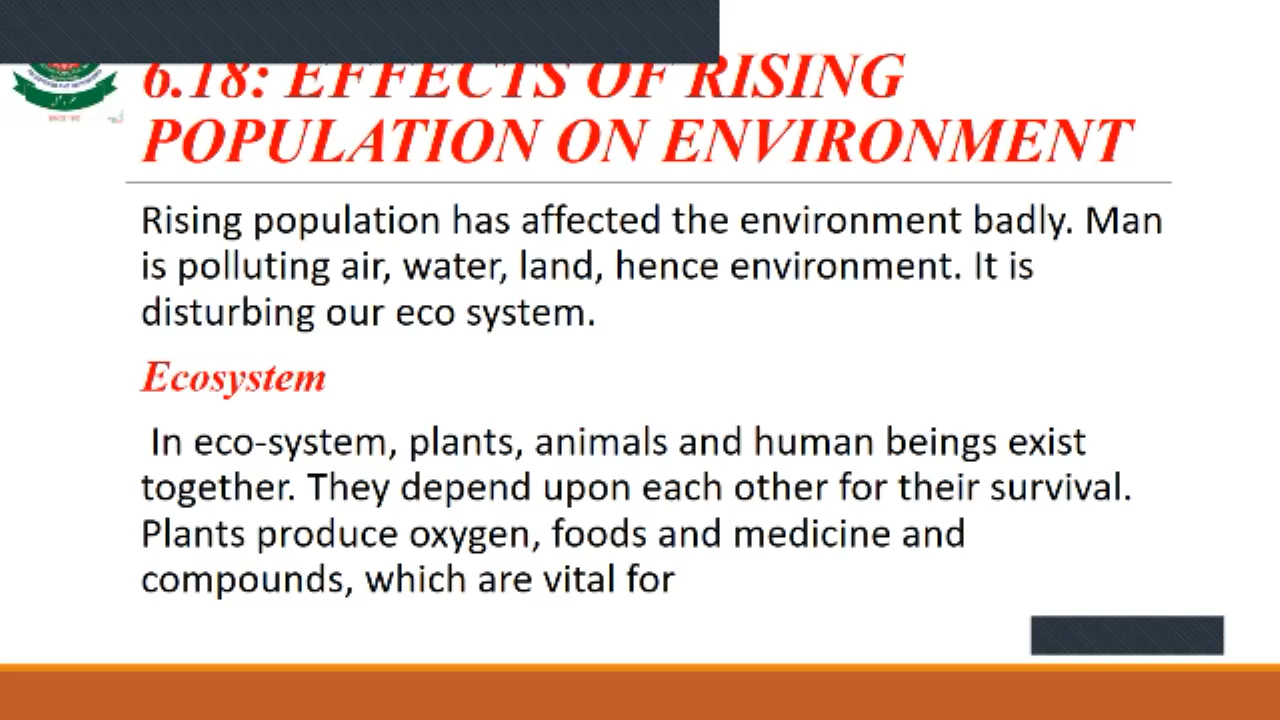 6.18: EFFECTS OF RISING
POPULATION ON ENVIRONMENT
Rising population has affected the environment badly. Man
is polluting air, water, land, hence environment. It is
disturbing our eco system.
Ecosystem
In eco-system, plants, animals and human beings exist
together. They depend upon each other for their survival.
Plants produce oxygen, foods and medicine and
compounds, which are vital for